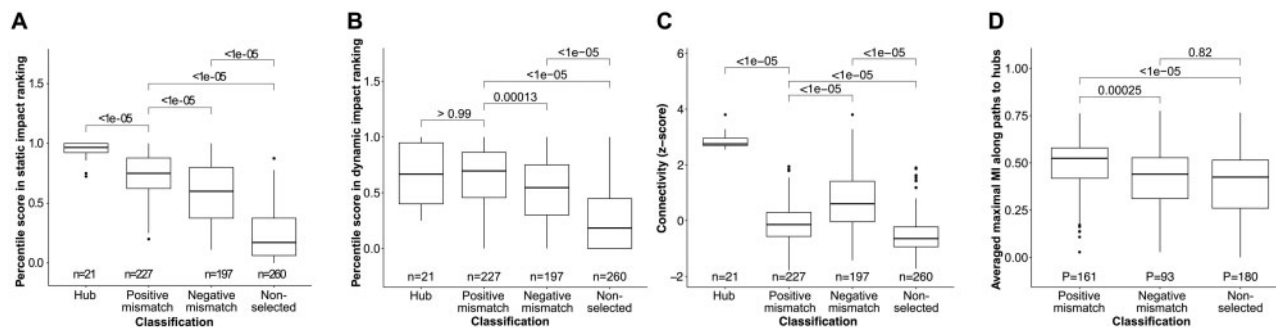 A
Percentile score in static impact ranking
1.5
1.0
0.5
0.0
<1e-05
<1e-05
<1e-05
<1e-05
n=21
n=227
n=197
n=260
Hub
Positive
mismatch
Negative
mismatch
Non-
selected
Classification
B
Percentile score in dynamic impact ranking
1.5
1.0
0.5
0.0
<1e-05
<1e-05
0.00013
> 0.99
n=21
n=227
n=197
n=260
Hub
Positive
mismatch
Negative
mismatch
Non-
selected
Classification
C
Connectivity (z-score)
6
4
2
0
−2
<1e-05
<1e-05
<1e-05
<1e-05
n=21
n=227
n=197
n=260
Hub
Positive
mismatch
Negative
mismatch
Non-
selected
Classification
D
Averaged maximal MI along paths to hubs
1.00
0.75
0.50
0.25
0.00
0.82
<1e-05
0.00025
P=161
P=93
P=180
Positive
mismatch
Negative
mismatch
Non-
selected
Classification